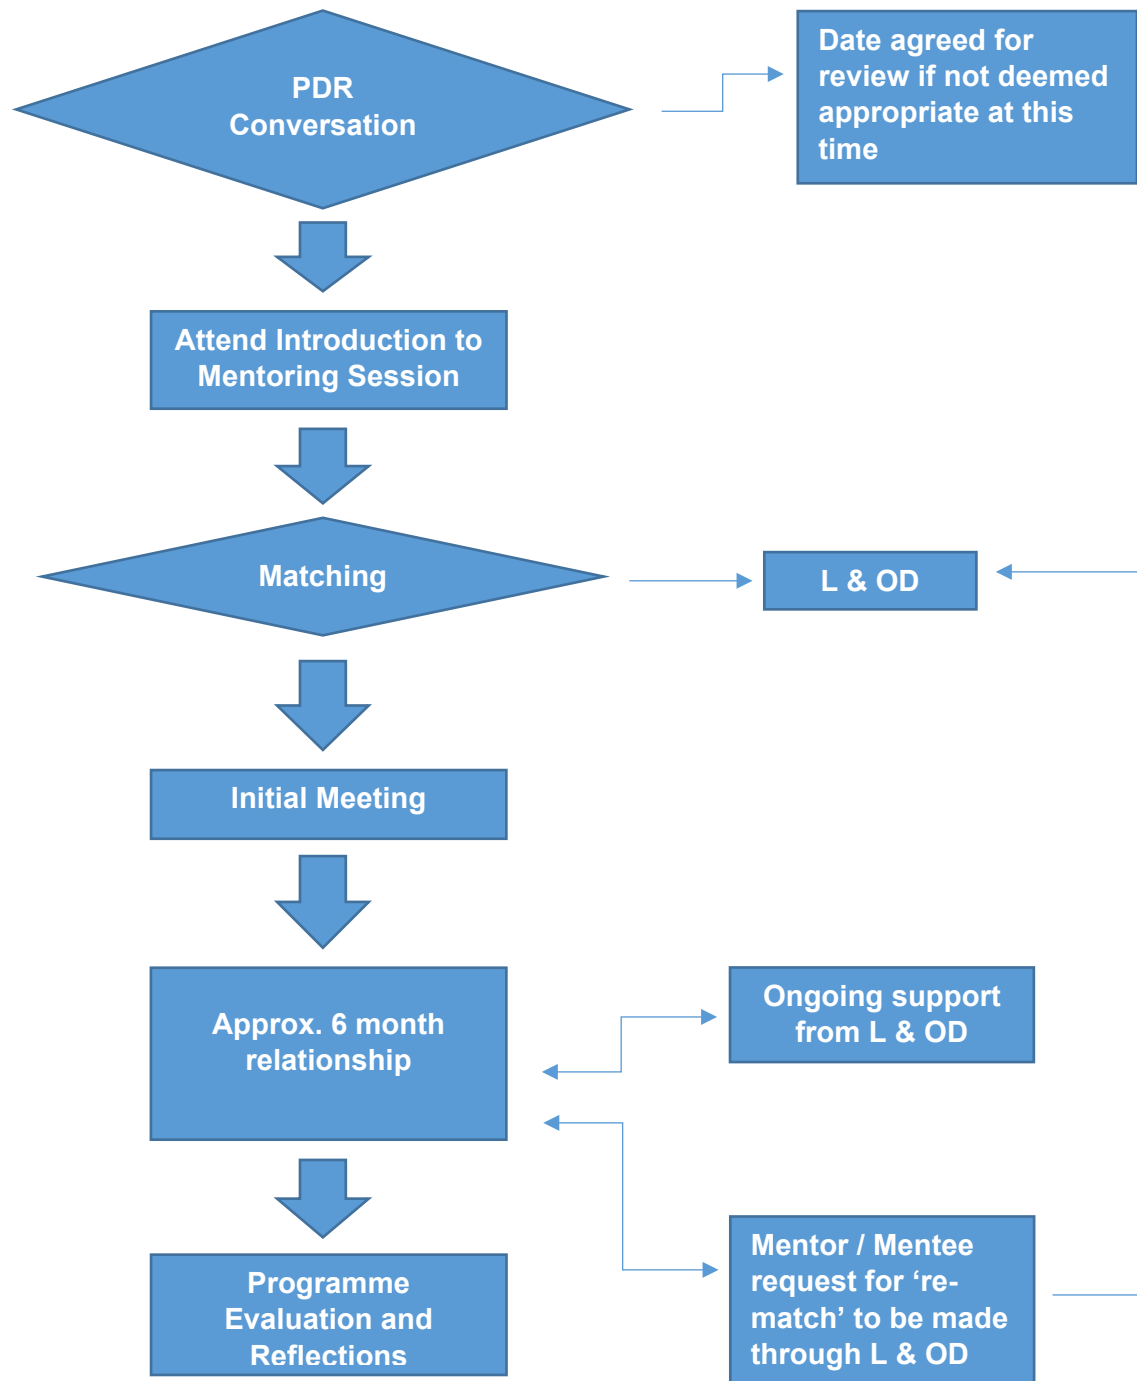 PDR
Conversation
Date agreed for
review if not deemed
appropriate at this
time
Attend Introduction to
Mentoring Session
Matching
L & OD
Initial Meeting
Approx. 6 month
relationship
Ongoing support
from L & OD
Mentor / Mentee
request for ‘re-
match’ to be made
through L & OD
Programme
Evaluation and
Reflections